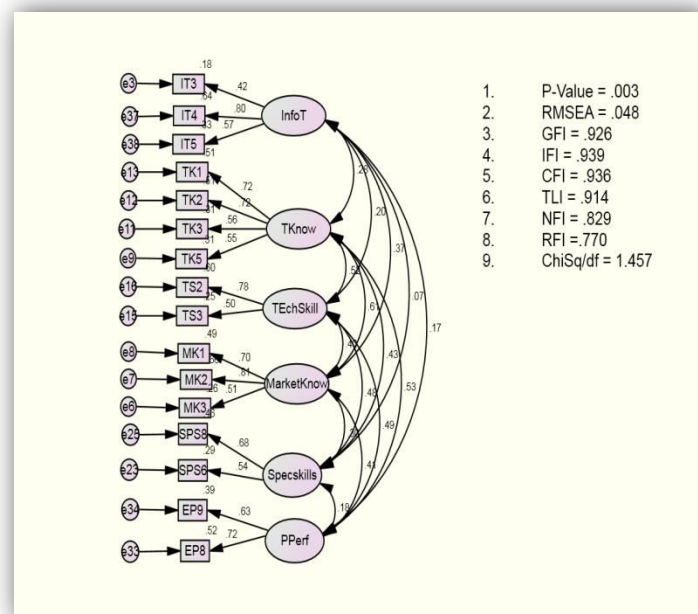 .18
e3 IT3 .42
.64
e37 IT4 .80 InfoT
.33 .57
e38 IT5
.51
e13 TK1
.72
e12 TK2 .72
TKnow
e11 TK3 .56
.31 .55
e9 TK5
.60
e16 TS2 .78
.25 TEchSkill
e15 TS3 .50
.49
e8 MK1 .70
e7 MK2 .81 MarketKnow
.26 .51
e6 MK3
e25 SPS8 .68
.29
e23 SPS6 .54 Specskills
.39
e34 EP9 .63
.52 PPerf
e33 EP8 .72
.20
.37
.07
.17
.61
.43
.53
.48
.49
.41
.18
1. P-Value = .003
2. RMSEA = .048
3. GFI = .926
4. IFI = .939
5. CFI = .936
6. TLI = .914
7. NFI = .829
8. RFI =.770
9. ChiSq/df = 1.457